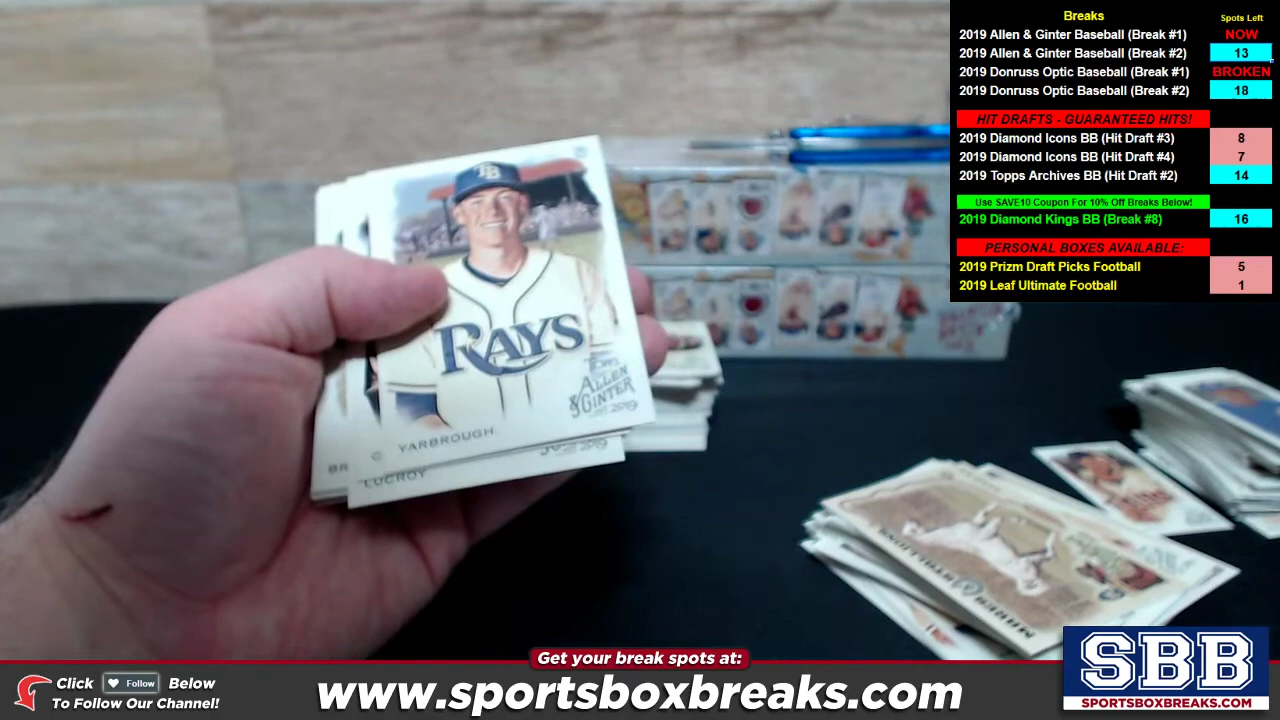 Breaks Spots Left
2019 Allen & Ginter Baseball (Break #1) NOW
2019 Allen & Ginter Baseball (Break #2) 13
2019 Donruss Optic Baseball (Break #1) BROKEN
2019 Donruss Optic Baseball (Break #2) 18
HIT DRAFTS - GUARANTEED HITS!
2019 Diamond Icons BB (Hit Draft #3) 8
2019 Diamond Icons BB (Hit Draft #4) 7
2019 Topps Archives BB (Hit Draft #2) 14
Use SAVE10 Coupon For 10% Off Breaks Below!
2019 Diamond Kings BB (Break #8) 16
PERSONAL BOXES AVAILABLE:
2019 Prizm Draft Picks Football 5
2019 Leaf Ultimate Football 1
TB
RAYS
TOPPS
ALLEN
& GINTER
2019
YARBROUGH
BR
LUCROY
Get your break spots at:
Click Follow Below
To Follow Our Channel!
www.sportsboxbreaks.com
SBB
SPORTSBOXBREAKS.COM